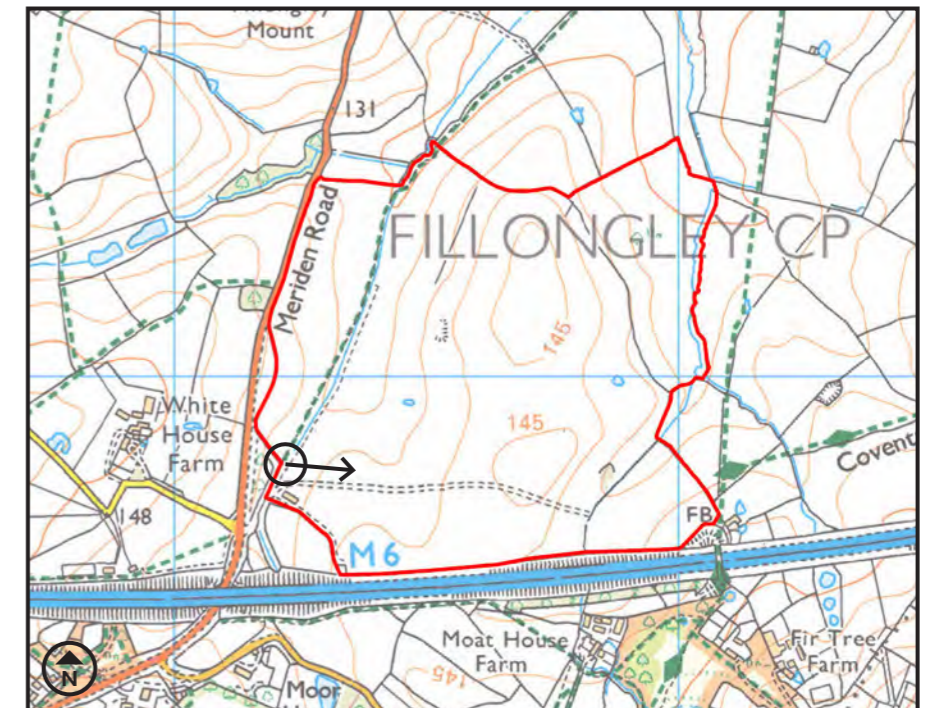 Mount
131
Meriden Road
FILLONGLEY CP
145
145
White
House
Farm
148
Covent
FB
M6
Moat House
Farm
Fir Tree
Farm
145
Moor
N